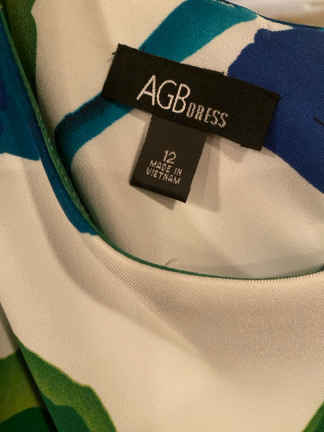 AGB DRESS
12
MADE IN
VIETNAM